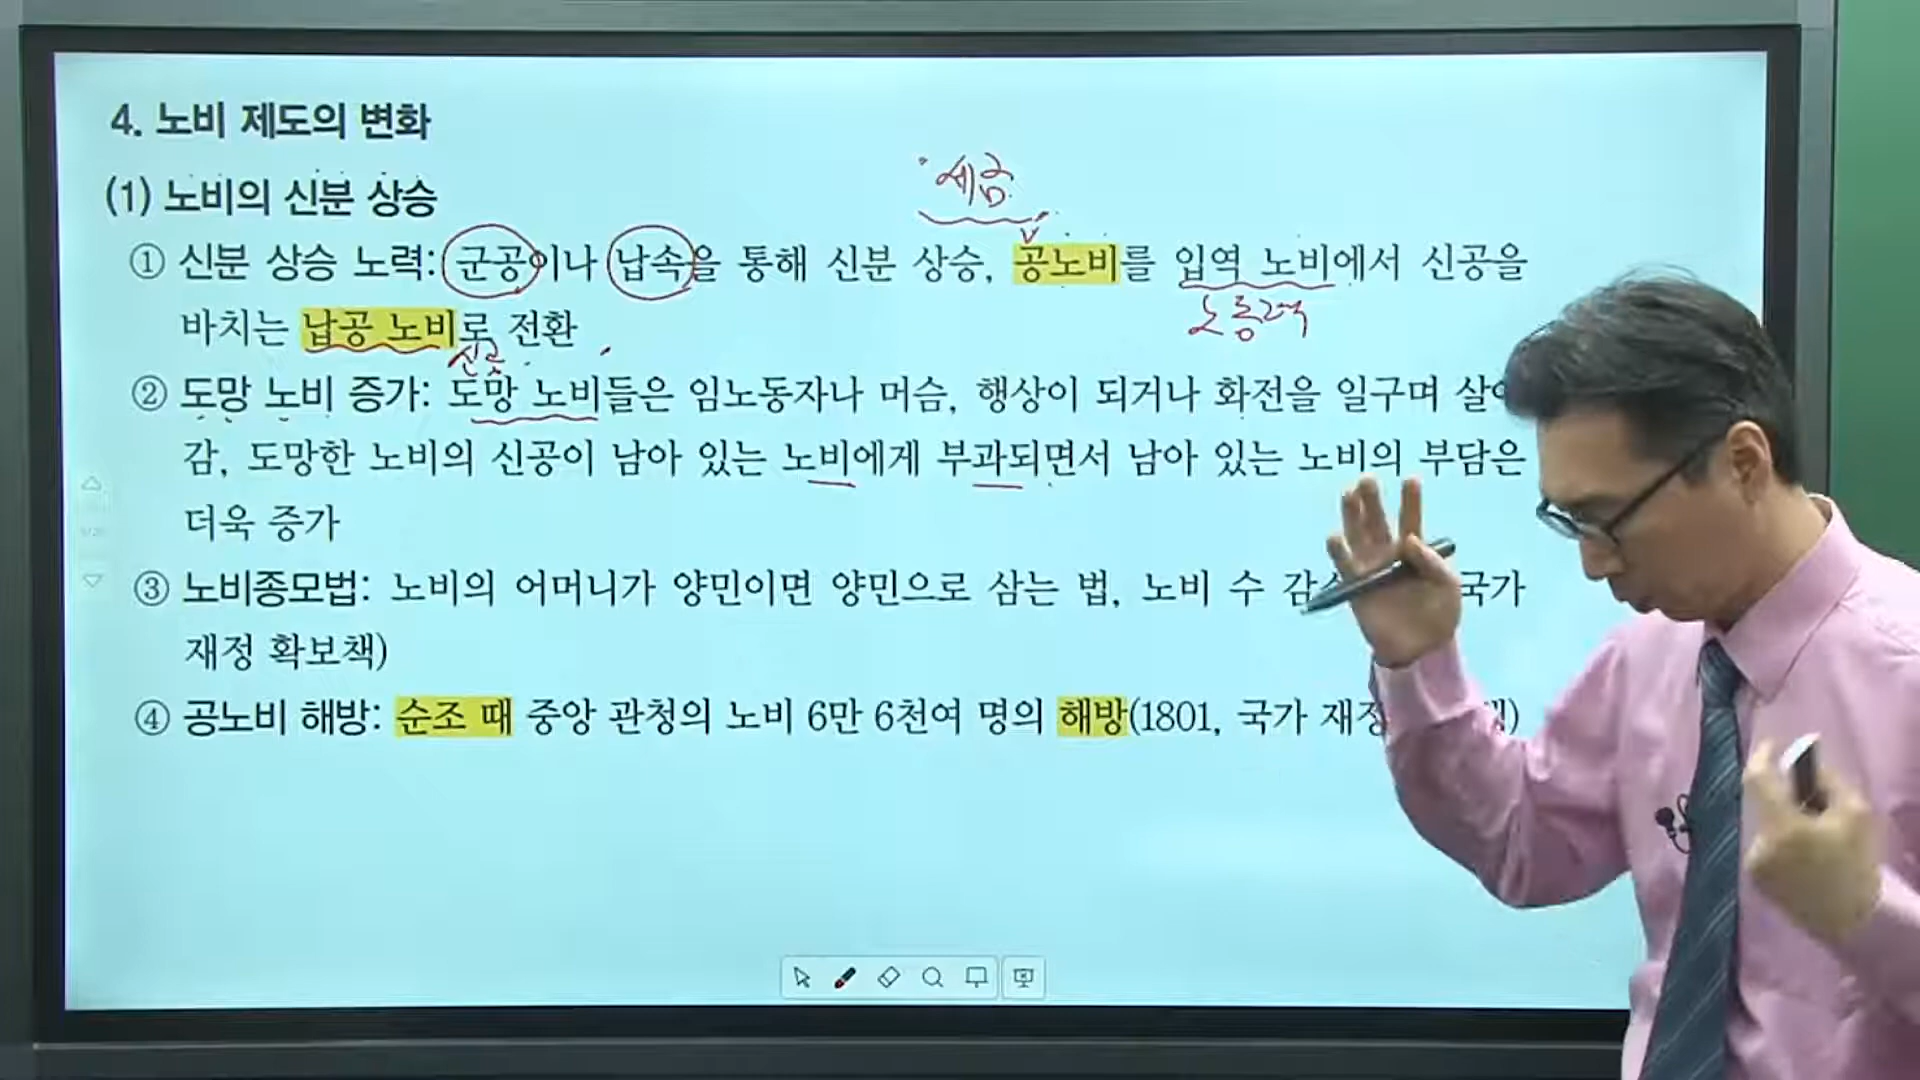 4. 노비 제도의 변화
(1) 노비의 신분 상승
세금
① 신분 상승 노력: 군공이나 납속을 통해 신분 상승, 공노비를 입역 노비에서 신공을
노동력
바치는 납공 노비로 전환
신공
② 도망 노비 증가: 도망 노비들은 임노동자나 머슴, 행상이 되거나 화전을 일구며 살아
감, 도망한 노비의 신공이 남아 있는 노비에게 부과되면서 남아 있는 노비의 부담은
더욱 증가
③ 노비종모법: 노비의 어머니가 양민이면 양민으로 삼는 법, 노비 수 감 국가
재정 확보책)
④ 공노비 해방: 순조 때 중앙 관청의 노비 6만 6천여 명의 해방(1801, 국가 재정